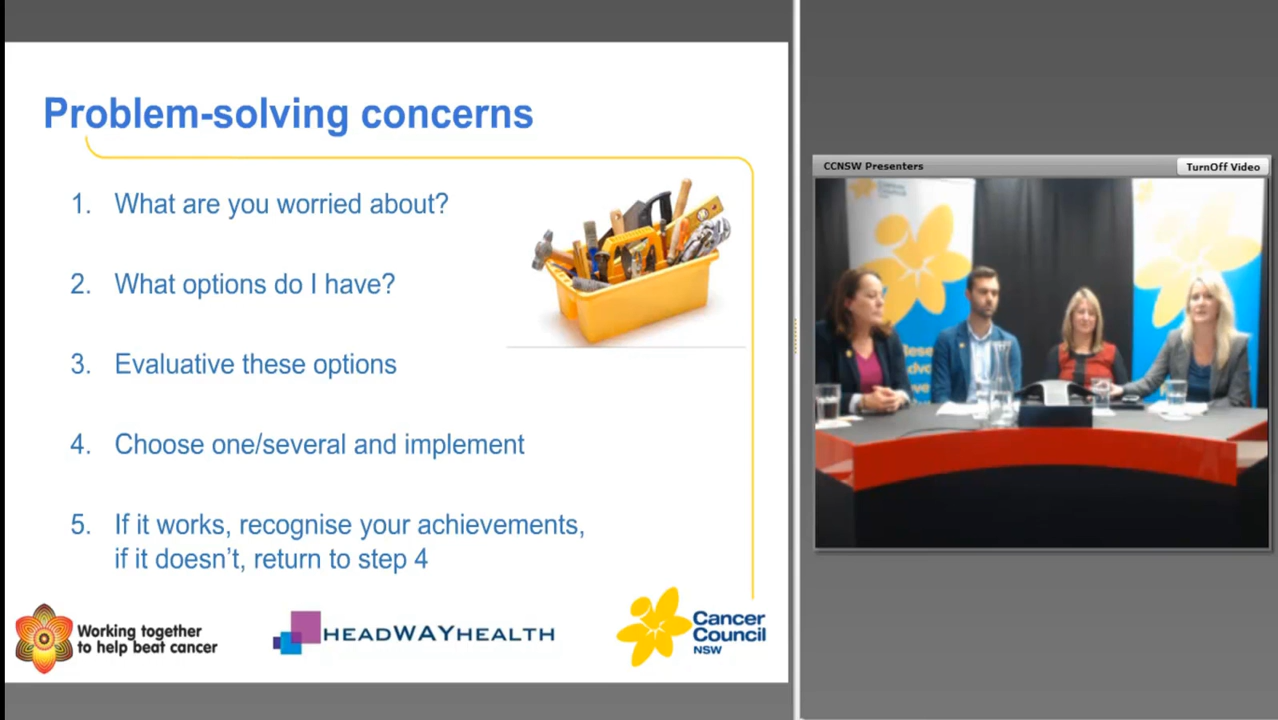 Problem-solving concerns
1. What are you worried about?
2. What options do I have?
3. Evaluative these options
4. Choose one/several and implement
5. If it works, recognise your achievements,
if it doesn't, return to step 4
Working together
to help beat cancer
HEADWAYHEALTH
Cancer
Council
NSW
CCNSW Presenters
TurnOff Video
Cancer
Council